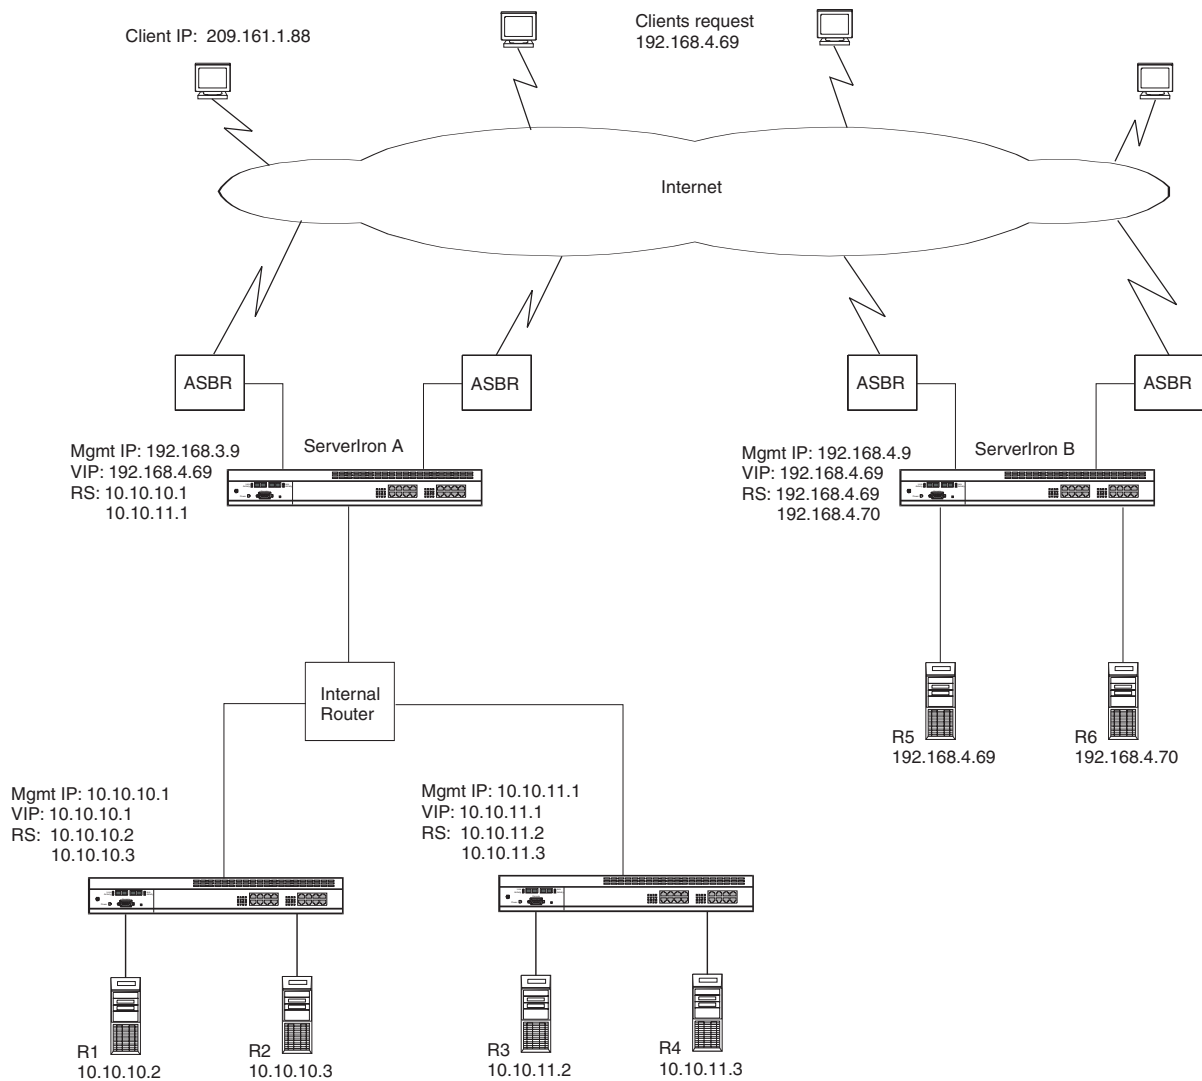 Client IP: 209.161.1.88
Clients request
192.168.4.69
Internet
ASBR
ASBR
ASBR
ASBR
Mgmt IP: 192.168.3.9
VIP: 192.168.4.69
RS: 10.10.10.1
10.10.11.1
ServerIron A
Mgmt IP: 192.168.4.9
VIP: 192.168.4.69
RS: 192.168.4.69
192.168.4.70
ServerIron B
Internal
Router
R5
192.168.4.69
R6
192.168.4.70
Mgmt IP: 10.10.10.1
VIP: 10.10.10.1
RS: 10.10.10.2
10.10.10.3
Mgmt IP: 10.10.11.1
VIP: 10.10.11.1
RS: 10.10.11.2
10.10.11.3
R1
10.10.10.2
R2
10.10.10.3
R3
10.10.11.2
R4
10.10.11.3